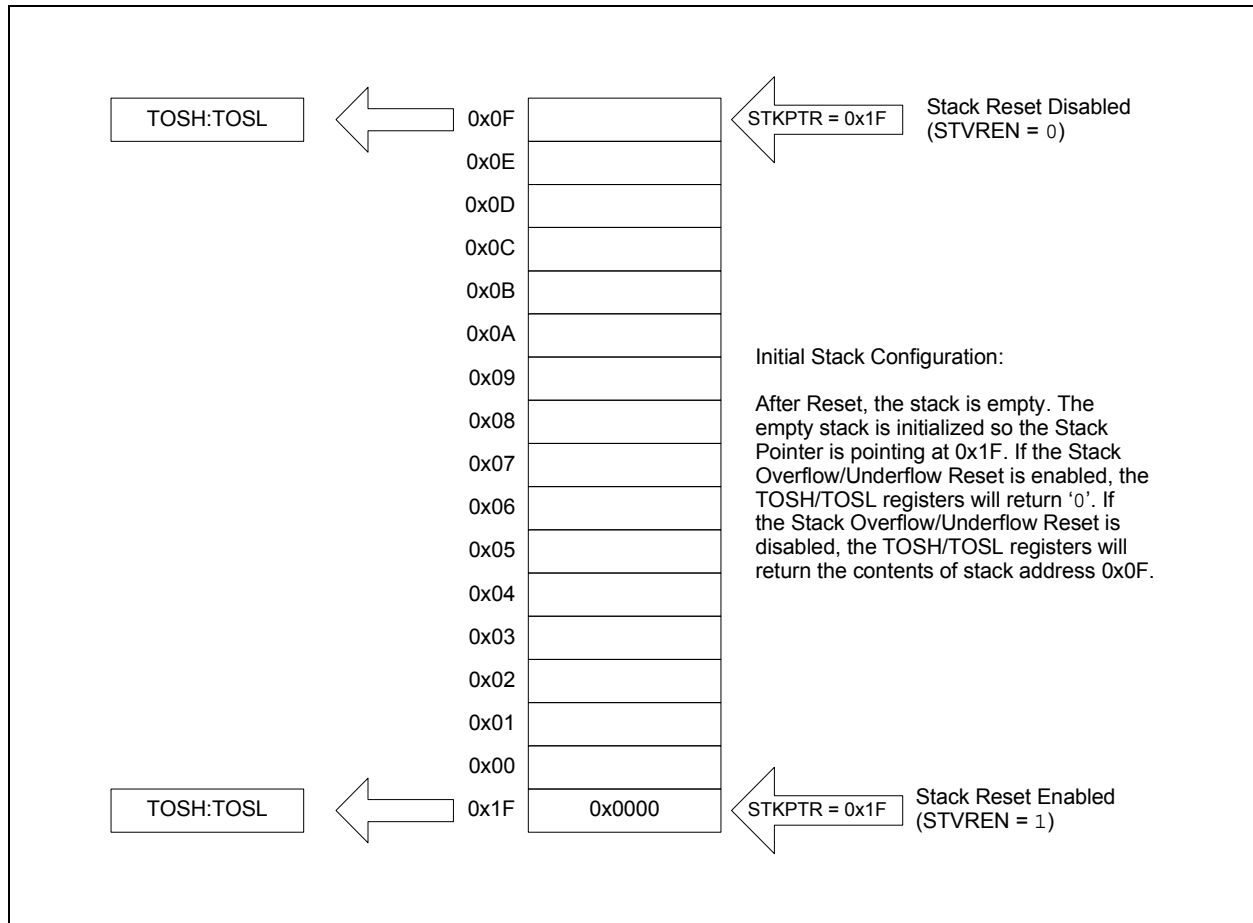 TOSH:TOSL
0x0F
STKPTR = 0x1F
Stack Reset Disabled
(STVREN = 0)
0x0E
0x0D
0x0C
0x0B
0x0A
0x09
0x08
0x07
0x06
0x05
0x04
0x03
0x02
0x01
0x00
Initial Stack Configuration:
After Reset, the stack is empty. The
empty stack is initialized so the Stack
Pointer is pointing at 0x1F. If the Stack
Overflow/Underflow Reset is enabled, the
TOSH/TOSL registers will return ‘0’. If
the Stack Overflow/Underflow Reset is
disabled, the TOSH/TOSL registers will
return the contents of stack address 0x0F.
TOSH:TOSL
0x1F
0x0000
STKPTR = 0x1F
Stack Reset Enabled
(STVREN = 1)